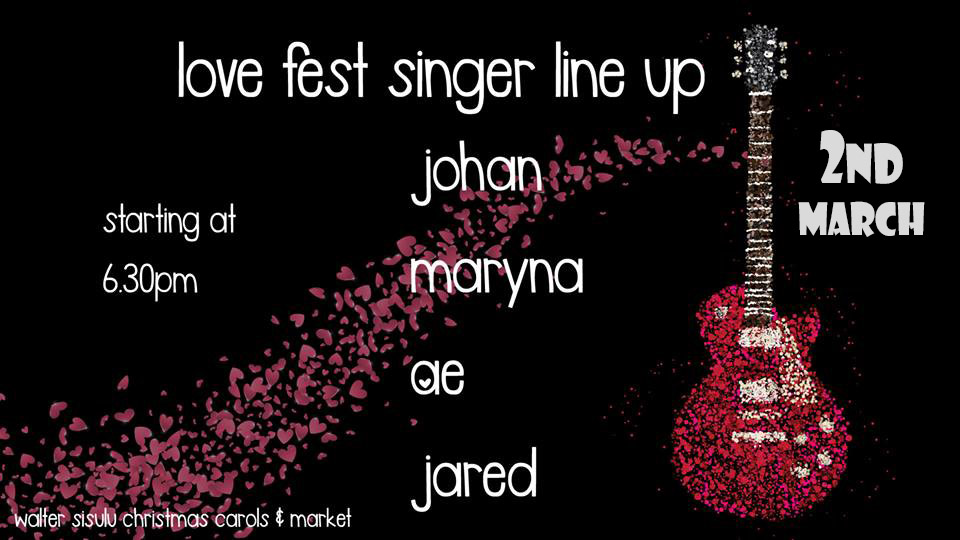 love fest singer line up
johan
2ND
MARCH
starting at
6.30pm
maryna
ae
jared
walter sisulu christmas carols & market